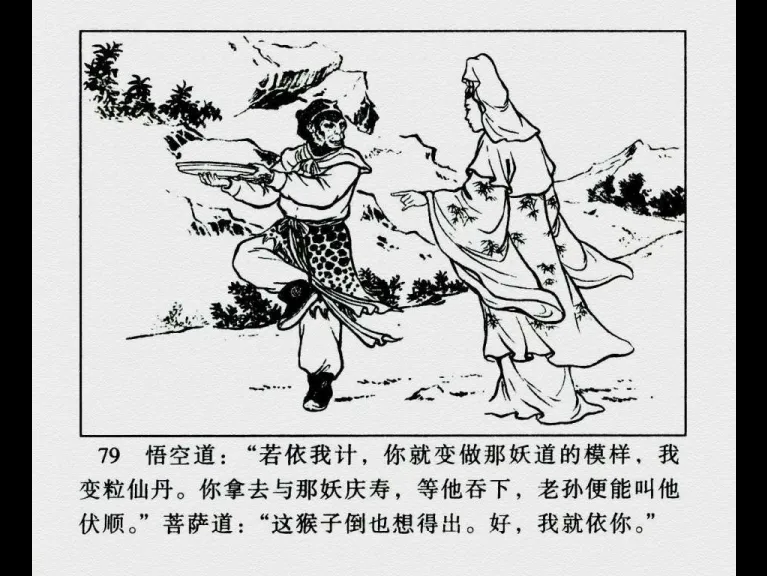 79 悟空道：“若依我计，你就变做那妖道的模样，我
变粒仙丹。你拿去与那妖庆寿，等他吞下，老孙便能叫他
伏顺。”菩萨道：“这猴子倒也想得出。好，我就依你。”